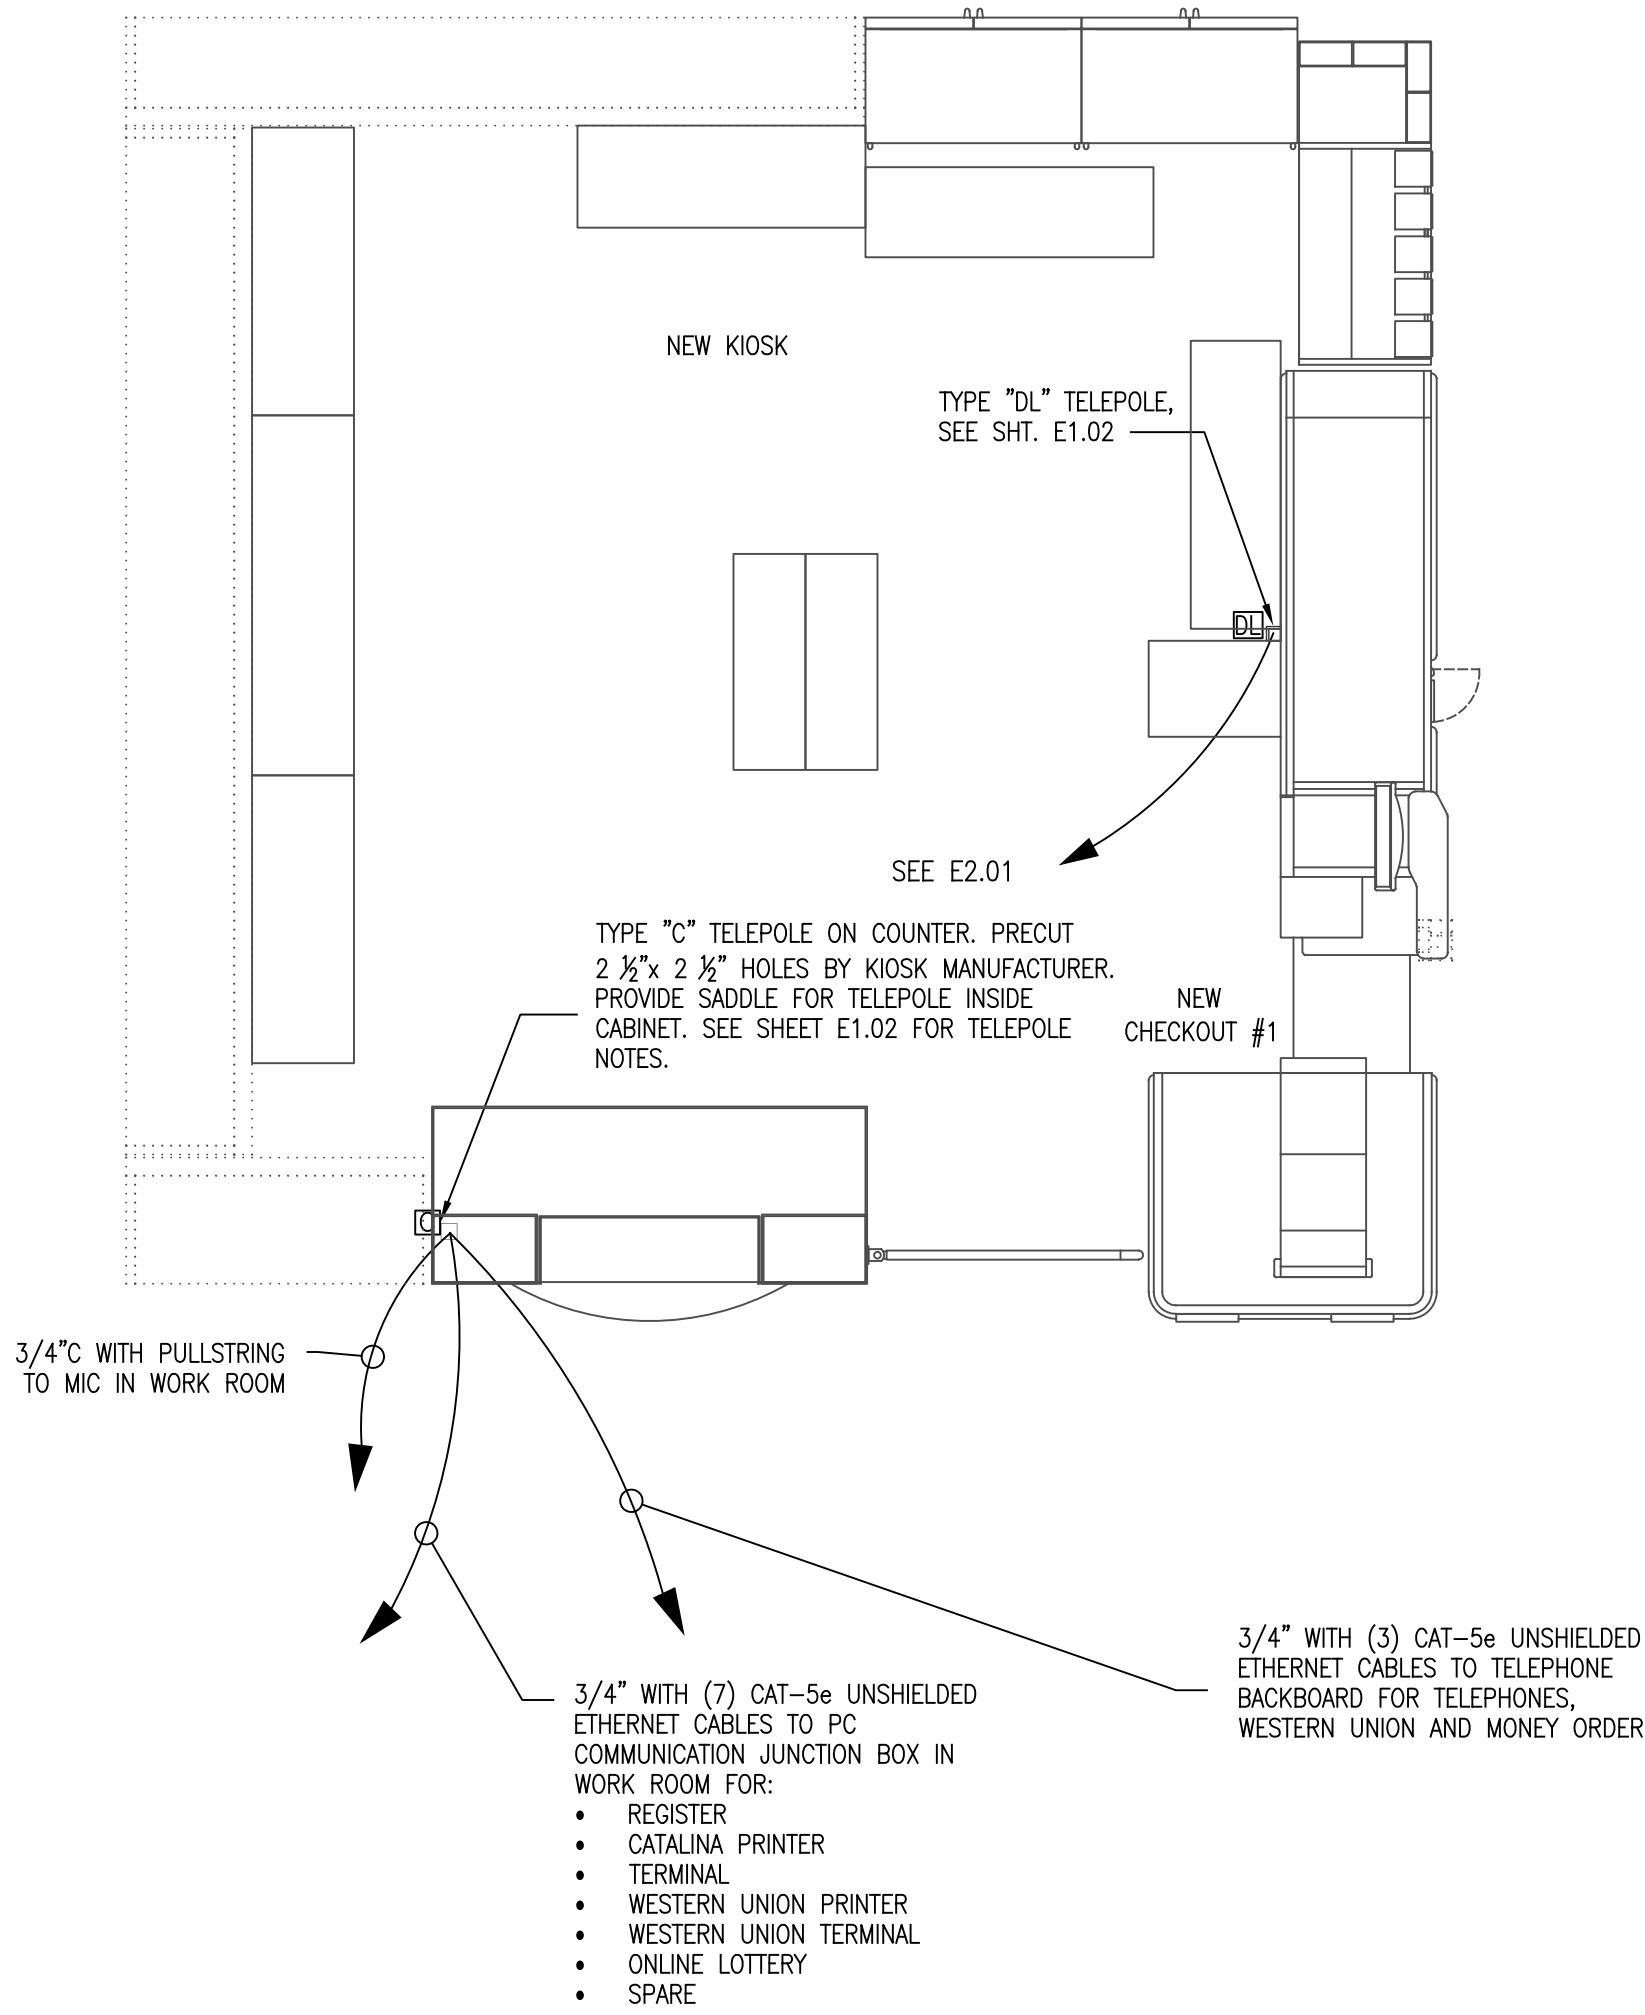 NEW KIOSK
TYPE "DL" TELEPOLE,
SEE SHT. E1.02
DL
SEE E2.01
TYPE "C" TELEPOLE ON COUNTER. PRECUT
2 ½"x 2 ½" HOLES BY KIOSK MANUFACTURER.
PROVIDE SADDLE FOR TELEPOLE INSIDE
CABINET. SEE SHEET E1.02 FOR TELEPOLE
NOTES.
NEW
CHECKOUT #1
C
3/4"C WITH PULLSTRING
TO MIC IN WORK ROOM
3/4" WITH (7) CAT-5e UNSHIELDED
ETHERNET CABLES TO PC
COMMUNICATION JUNCTION BOX IN
WORK ROOM FOR:
• REGISTER
• CATALINA PRINTER
• TERMINAL
• WESTERN UNION PRINTER
• WESTERN UNION TERMINAL
• ONLINE LOTTERY
• SPARE
3/4" WITH (3) CAT-5e UNSHIELDED
ETHERNET CABLES TO TELEPHONE
BACKBOARD FOR TELEPHONES,
WESTERN UNION AND MONEY ORDER